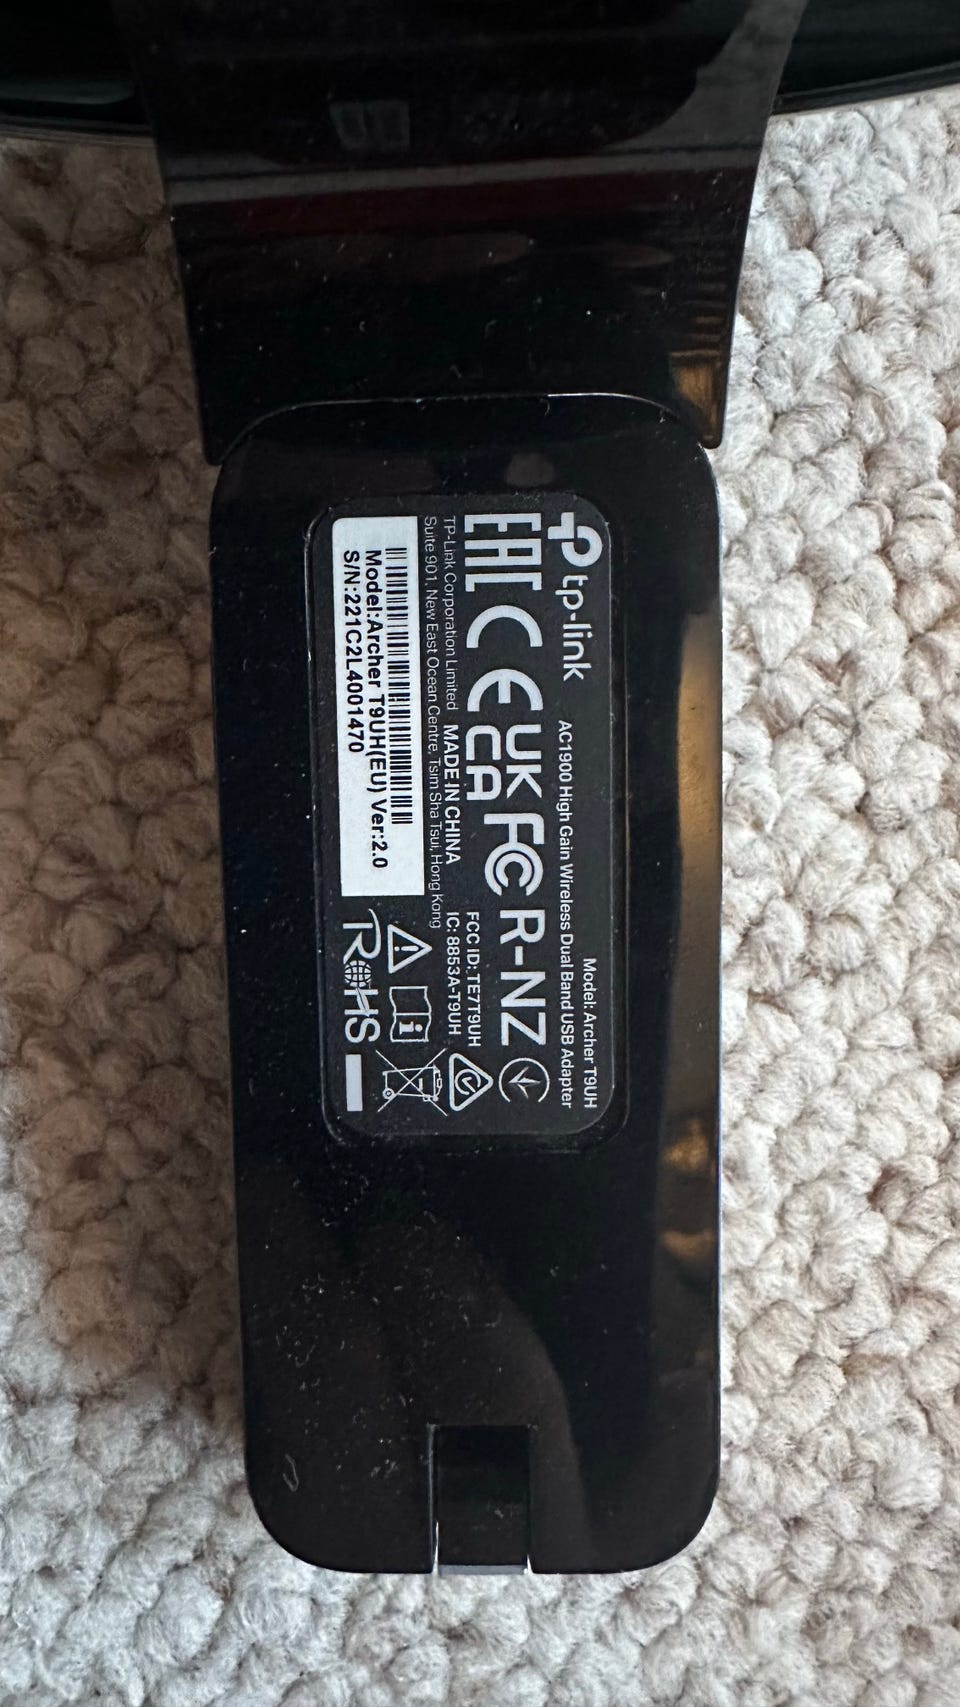 tp-link
Model: Archer T9UH
AC1900 High Gain Wireless Dual Band USB Adapter
EAC CE UKCA FC R-NZ
TP-Link Corporation Limited MADE IN CHINA
Suite 901, New East Ocean Centre, Tsim Sha Tsui, Hong Kong
FCC ID: TE7T9UH
IC: 8853A-T9UH
Model:Archer T9UH(EU) Ver:2.0
S/N:221C2L4001470
RoHS